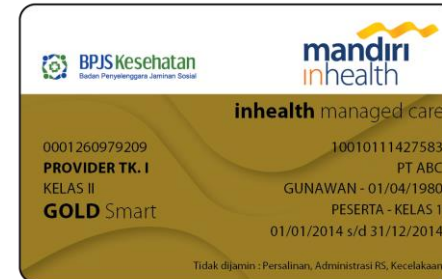 BPJS Kesehatan
Badan Penyelenggara Jaminan Sosial
mandiri
inhealth
inhealth managed care
0001260979209
PROVIDER TK. I
KELAS II
GOLD Smart
10010111427583
PT ABC
GUNAWAN - 01/04/1980
PESERTA - KELAS 1
01/01/2014 s/d 31/12/2014
Tidak dijamin : Persalinan, Administrasi RS, Kecelakaan